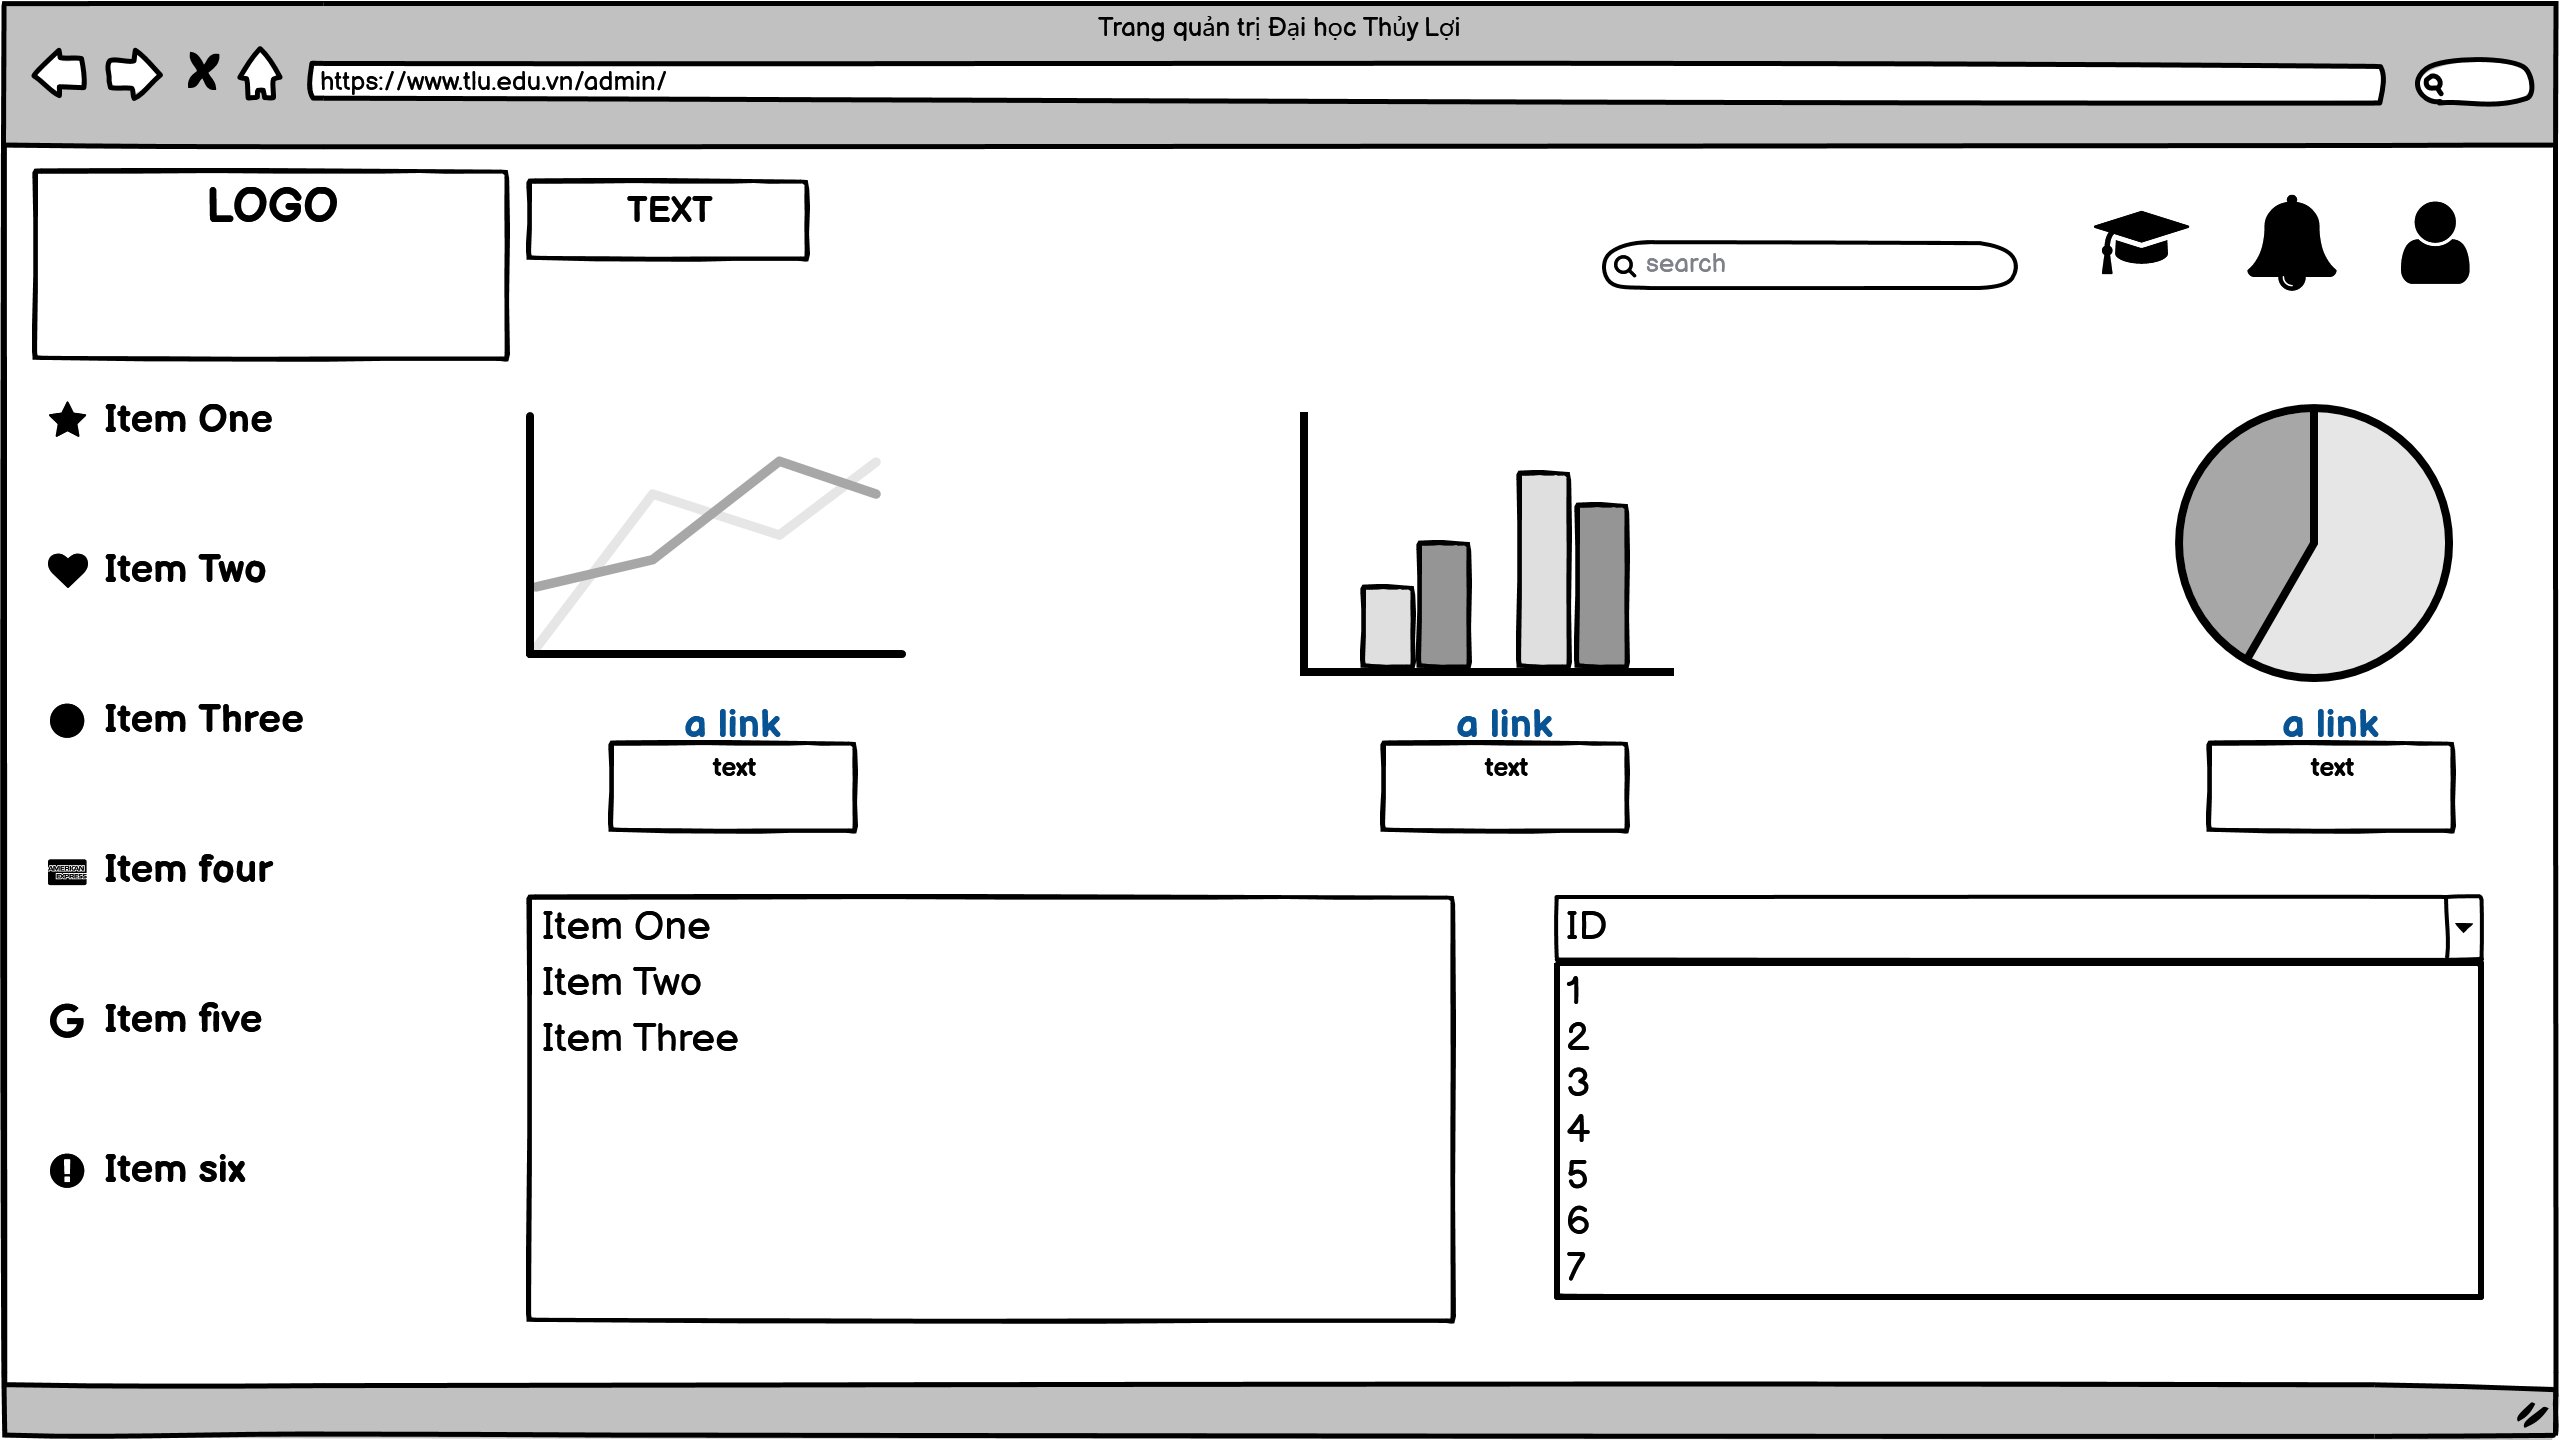 Trang quản trị Đại học Thủy Lợi
https://www.tlu.edu.vn/admin/
LOGO
TEXT
search
Item One
Item Two
Item Three
AMERICAN
EXPRESS
Item four
G
Item five
Item six
a link
text
a link
text
a link
text
Item One
Item Two
Item Three
ID
1
2
3
4
5
6
7